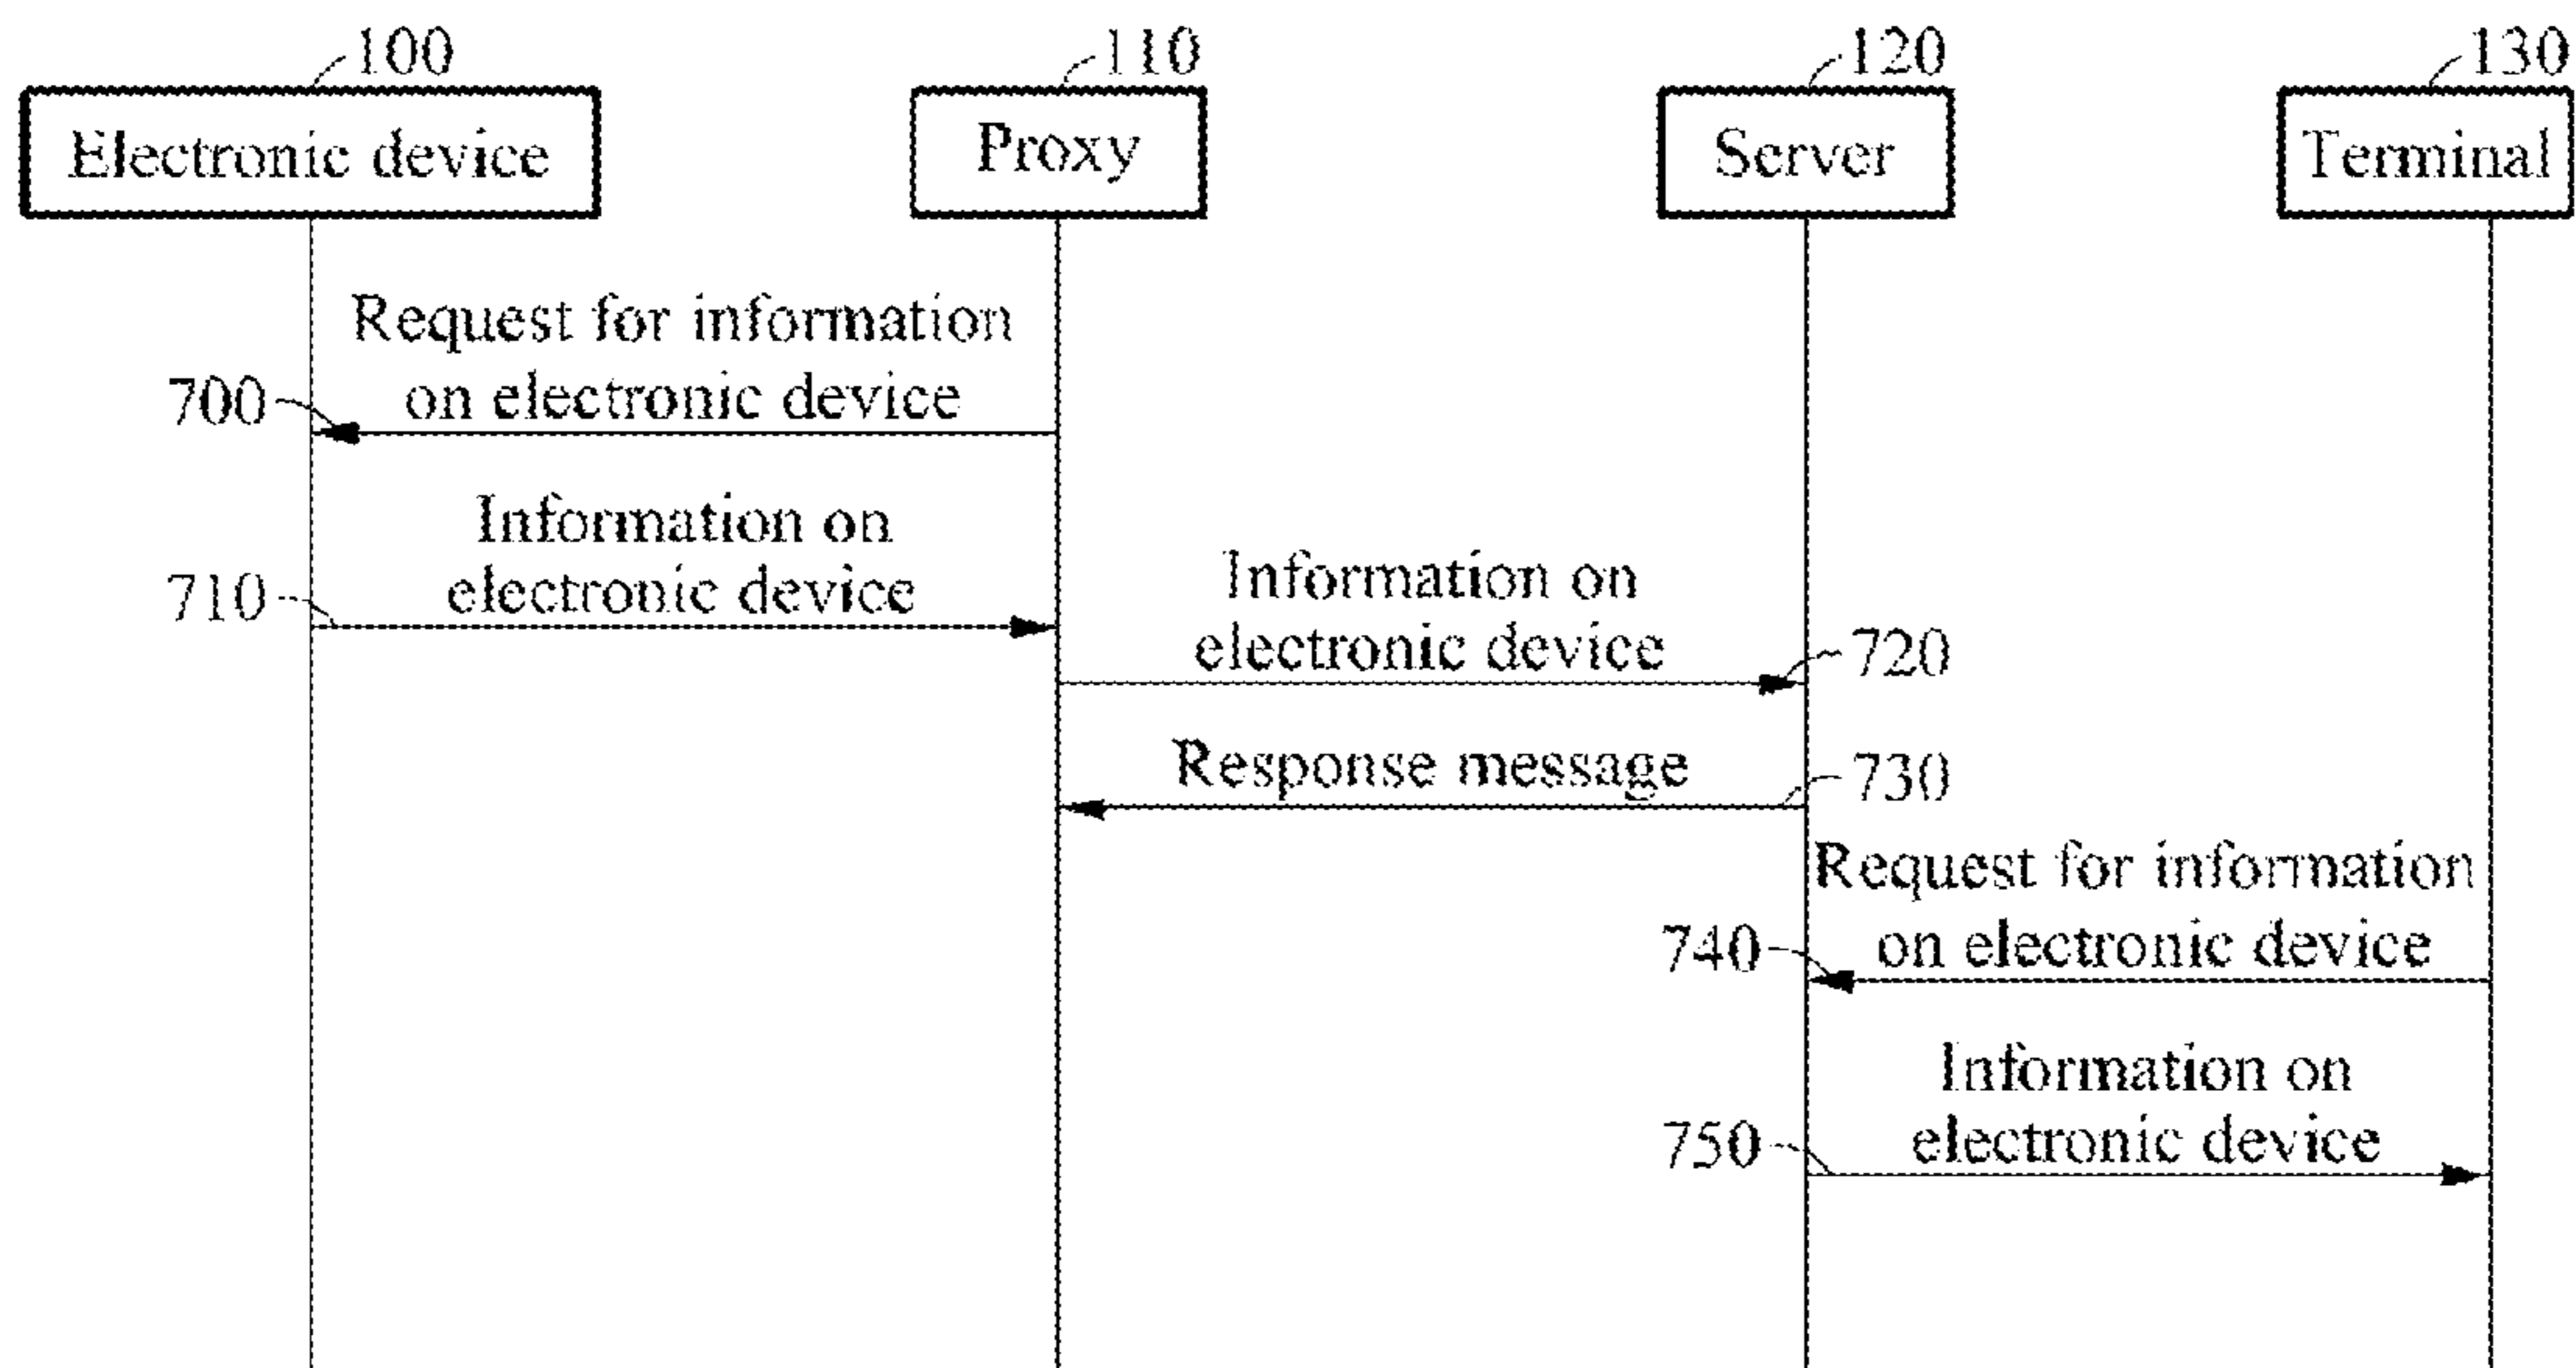 100
110
120
130
Electronic device
Proxy
Server
Terminal
Request for information
on electronic device
700
Information on
electronic device
710
Information on
electronic device
720
Response message
730
Request for information
on electronic device
740
Information on
electronic device
750